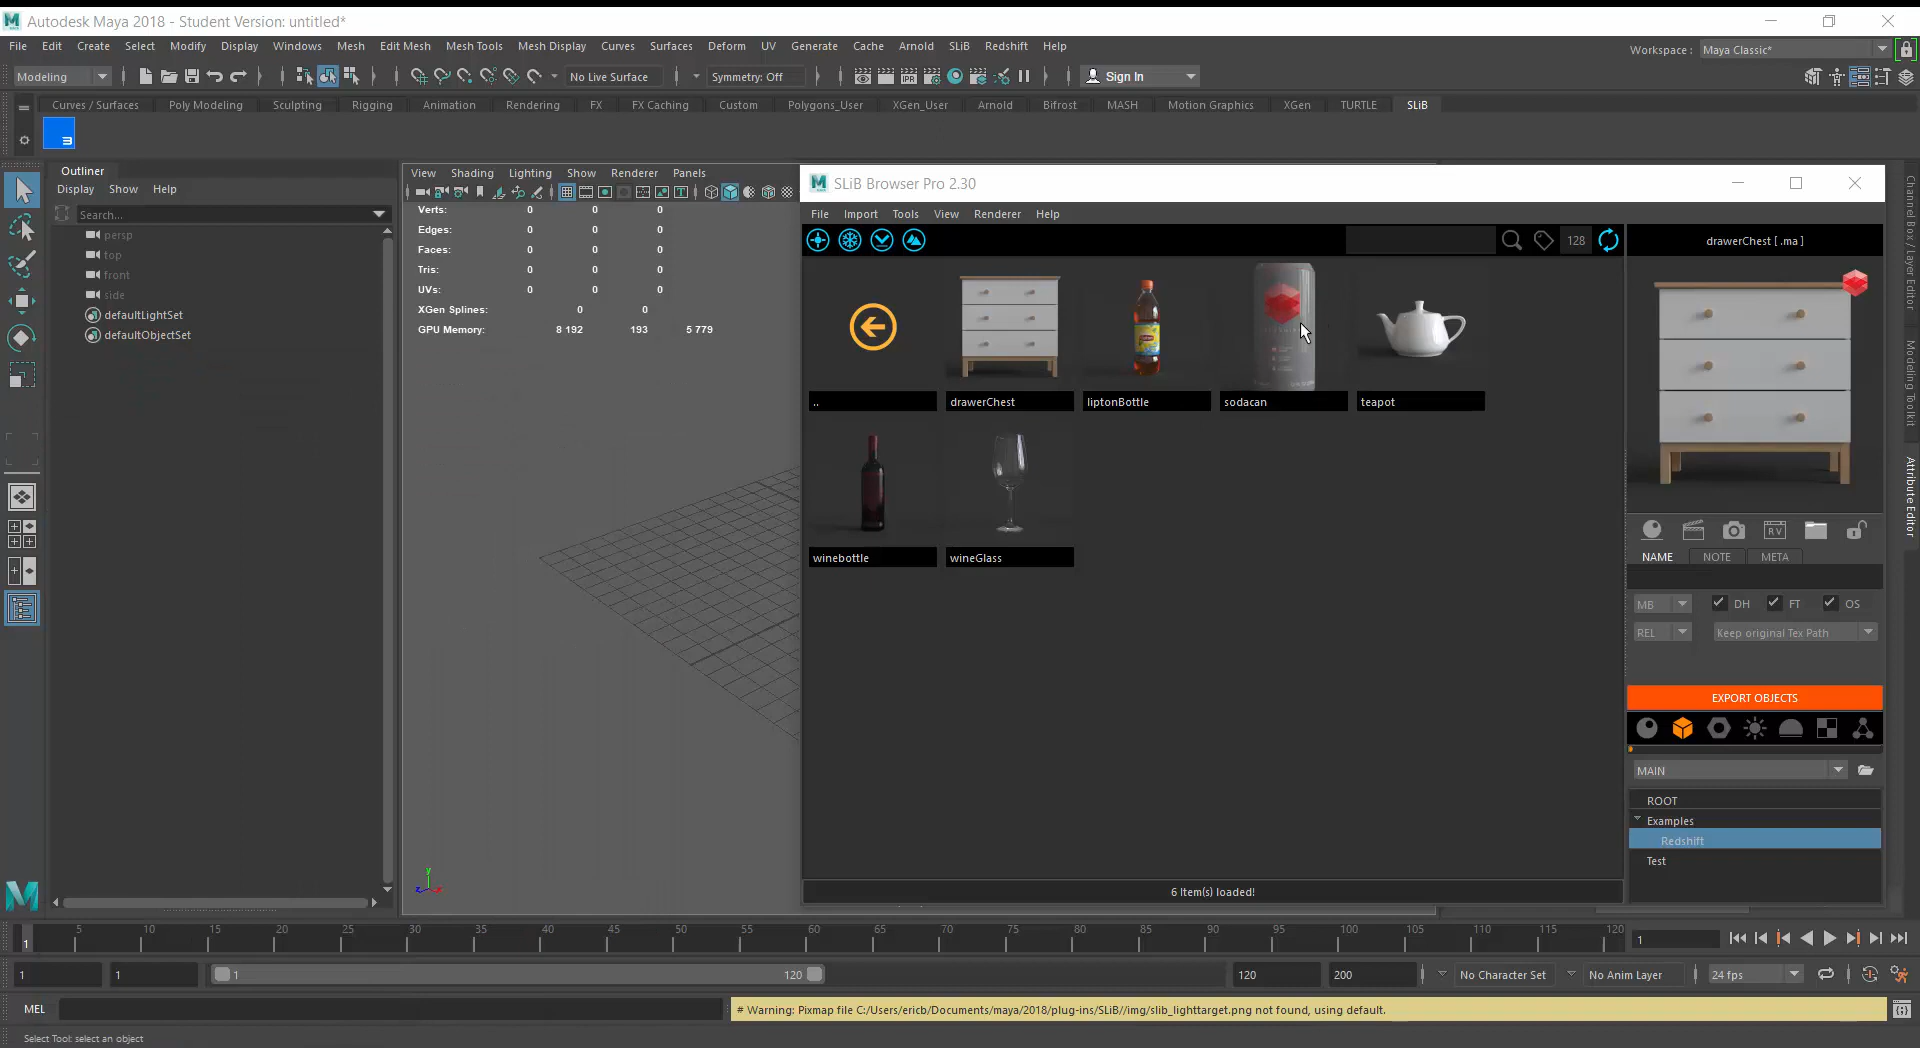 Autodesk Maya 2018 - Student Version: untitled*
File Edit Create Select Modify Display Windows Mesh Edit Mesh Mesh Tools Mesh Display Curves Surfaces Deform UV Generate Cache Arnold SLiB Redshift Help
Workspace : Maya Classic*
Modeling No Live Surface Symmetry: Off IPR Sign In
Curves / Surfaces Poly Modeling Sculpting Rigging Animation Rendering FX FX Caching Custom Polygons_User XGen_User Arnold Bifrost MASH Motion Graphics XGen TURTLE SLiB
3
Outliner
Display Show Help
Search...
persp
top
front
side
defaultLightSet
defaultObjectSet
View Shading Lighting Show Renderer Panels
Verts: 0 0 0
Edges: 0 0 0
Faces: 0 0 0
Tris: 0 0 0
UVs: 0 0 0
XGen Splines: 0 0
GPU Memory: 8 192 193 5 779
y
z x
SLiB Browser Pro 2.30
File Import Tools View Renderer Help
128
drawerChest [ .ma ]
.. drawerChest liptonBottle sodacan teapot
winebottle wineGlass
RV
NAME NOTE META
MB DH FT OS
REL Keep original Tex Path
EXPORT OBJECTS
MAIN
ROOT
Examples
Redshift
Test
6 Item(s) loaded!
Channel Box / Layer Editor
Modeling Toolkit
Attribute Editor
1 5 10 15 20 25 30 35 40 45 50 55 60 65 70 75 80 85 90 95 100 105 110 115 120 1
1 1 1 120 120 200 No Character Set No Anim Layer 24 fps
MEL # Warning: Pixmap file C:/Users/ericb/Documents/maya/2018/plug-ins/SLiB//img/slib_lighttarget.png not found, using default.
Select Tool: select an object